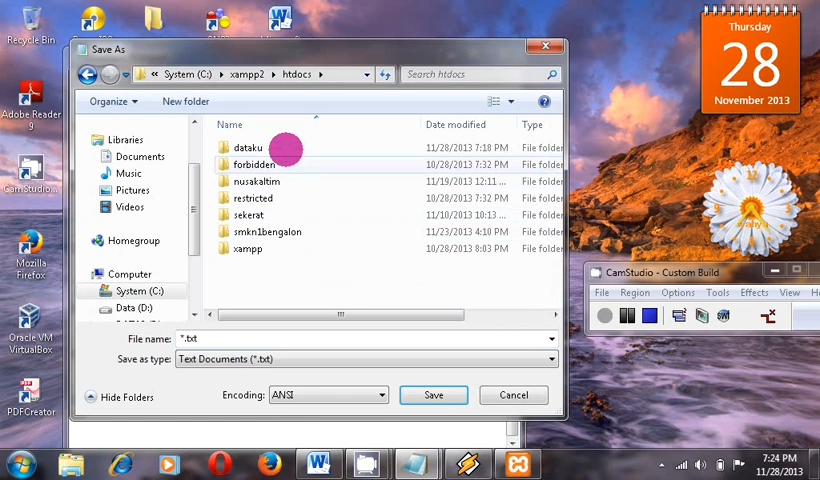 Recycle Bin
Adobe Reader
9
CamStudio...
Mozilla
Firefox
Oracle VM
VirtualBox
PDFCreator
Save As
« System (C:) ▸ xampp2 ▸ htdocs ▸
Search htdocs
Organize
New folder
Libraries
Documents
Music
Pictures
Videos
Homegroup
Computer
System (C:)
Data (D:)
Name
Date modified
Type
dataku
11/28/2013 7:18 PM
File folder
forbidden
10/28/2013 7:32 PM
File folder
nusakaltim
11/19/2013 12:11 ...
File folder
restricted
10/28/2013 7:32 PM
File folder
sekerat
11/10/2013 10:13 ...
File folder
smkn1bengalon
11/23/2013 4:10 PM
File folder
xampp
10/28/2013 8:03 PM
File folder
File name:
*.txt
Save as type:
Text Documents (*.txt)
Hide Folders
Encoding:
ANSI
Save
Cancel
Thursday
28
November 2013
12
CamStudio - Custom Build
File
Region
Options
Tools
Effects
View
He
7:24 PM
11/28/2013